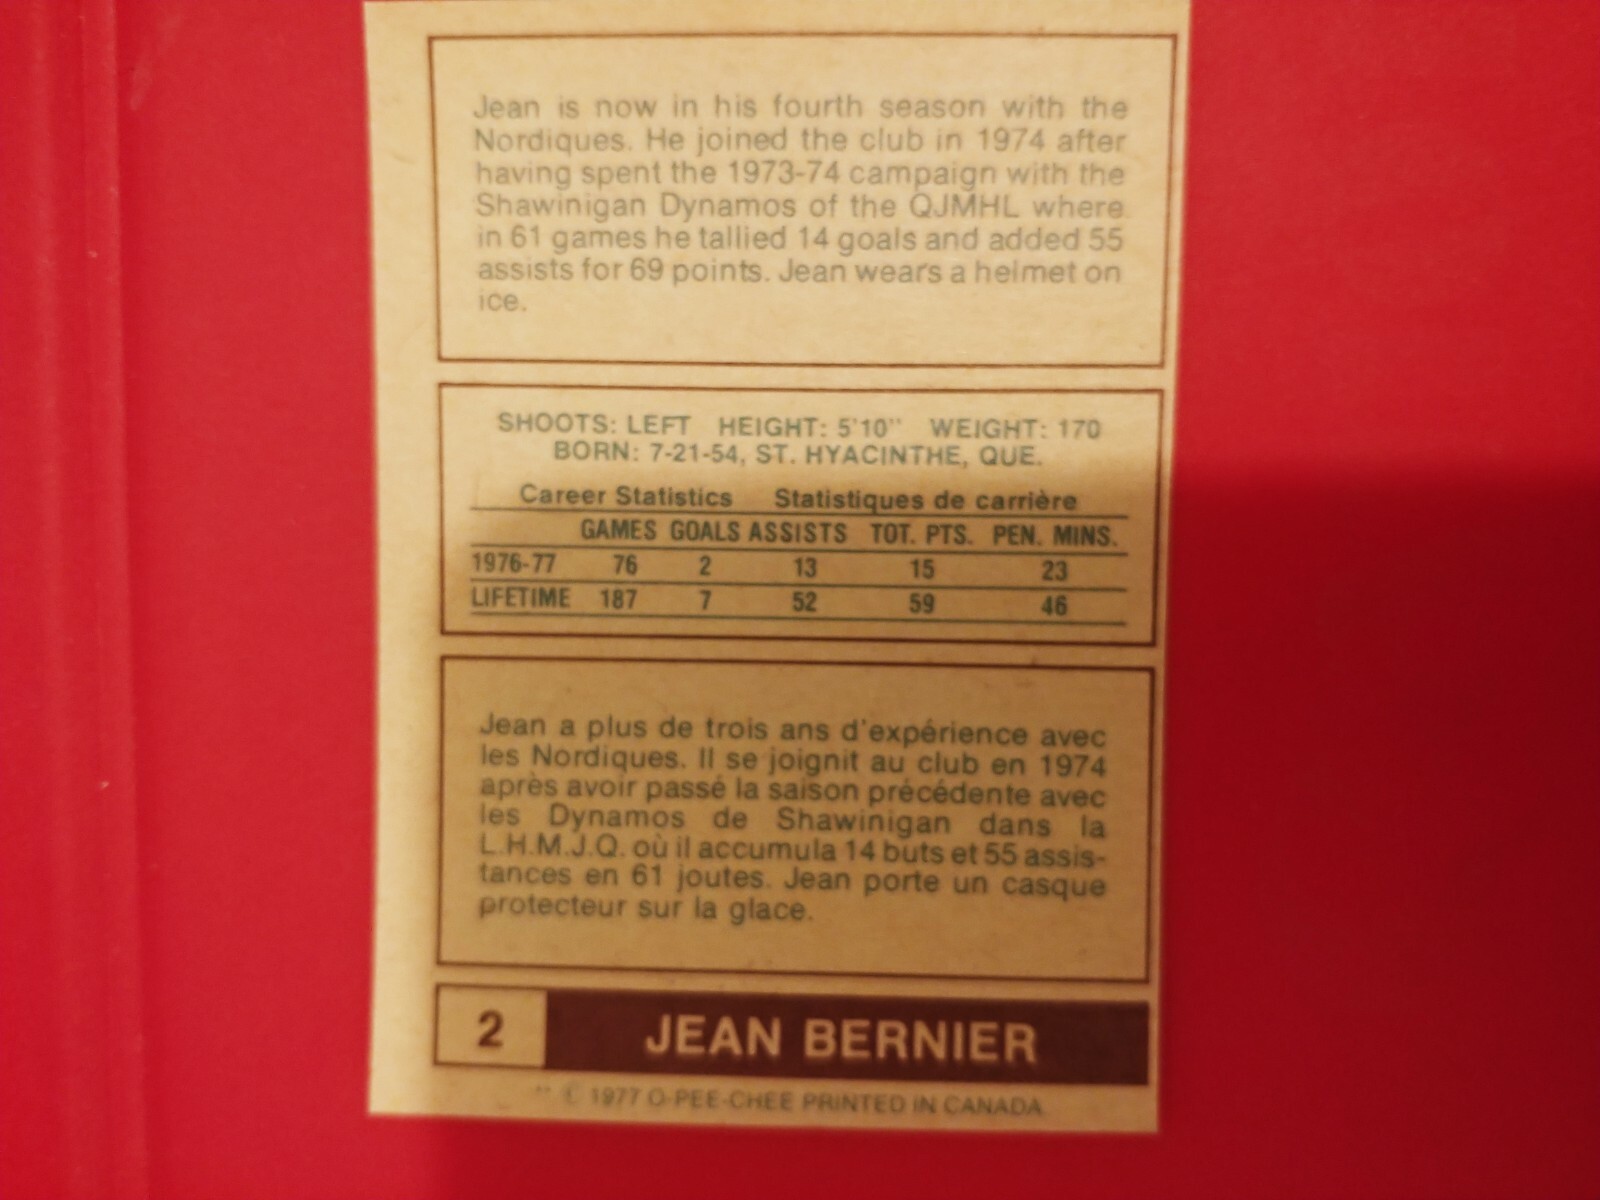 Jean is now in his fourth season with the
Nordiques. He joined the club in 1974 after
having spent the 1973-74 campaign with the
Shawinigan Dynamos of the QJMHL where
in 61 games he tallied 14 goals and added 55
assists for 69 points. Jean wears a helmet on
ice.
SHOOTS: LEFT HEIGHT: 5'10" WEIGHT: 170
BORN: 7-21-54, ST. HYACINTHE, QUE.
Career Statistics Statistiques de carrière
GAMES GOALS ASSISTS TOT. PTS. PEN. MINS.
1976-77 76 2 13 15 23
LIFETIME 187 7 52 59 46
Jean a plus de trois ans d'expérience avec
les Nordiques. Il se joignit au club en 1974
après avoir passé la saison précédente avec
les Dynamos de Shawinigan dans la
L.H.M.J.Q. où il accumula 14 buts et 55 assis-
tances en 61 joutes. Jean porte un casque
protecteur sur la glace.
2 JEAN BERNIER
** © 1977 O-PEE-CHEE PRINTED IN CANADA